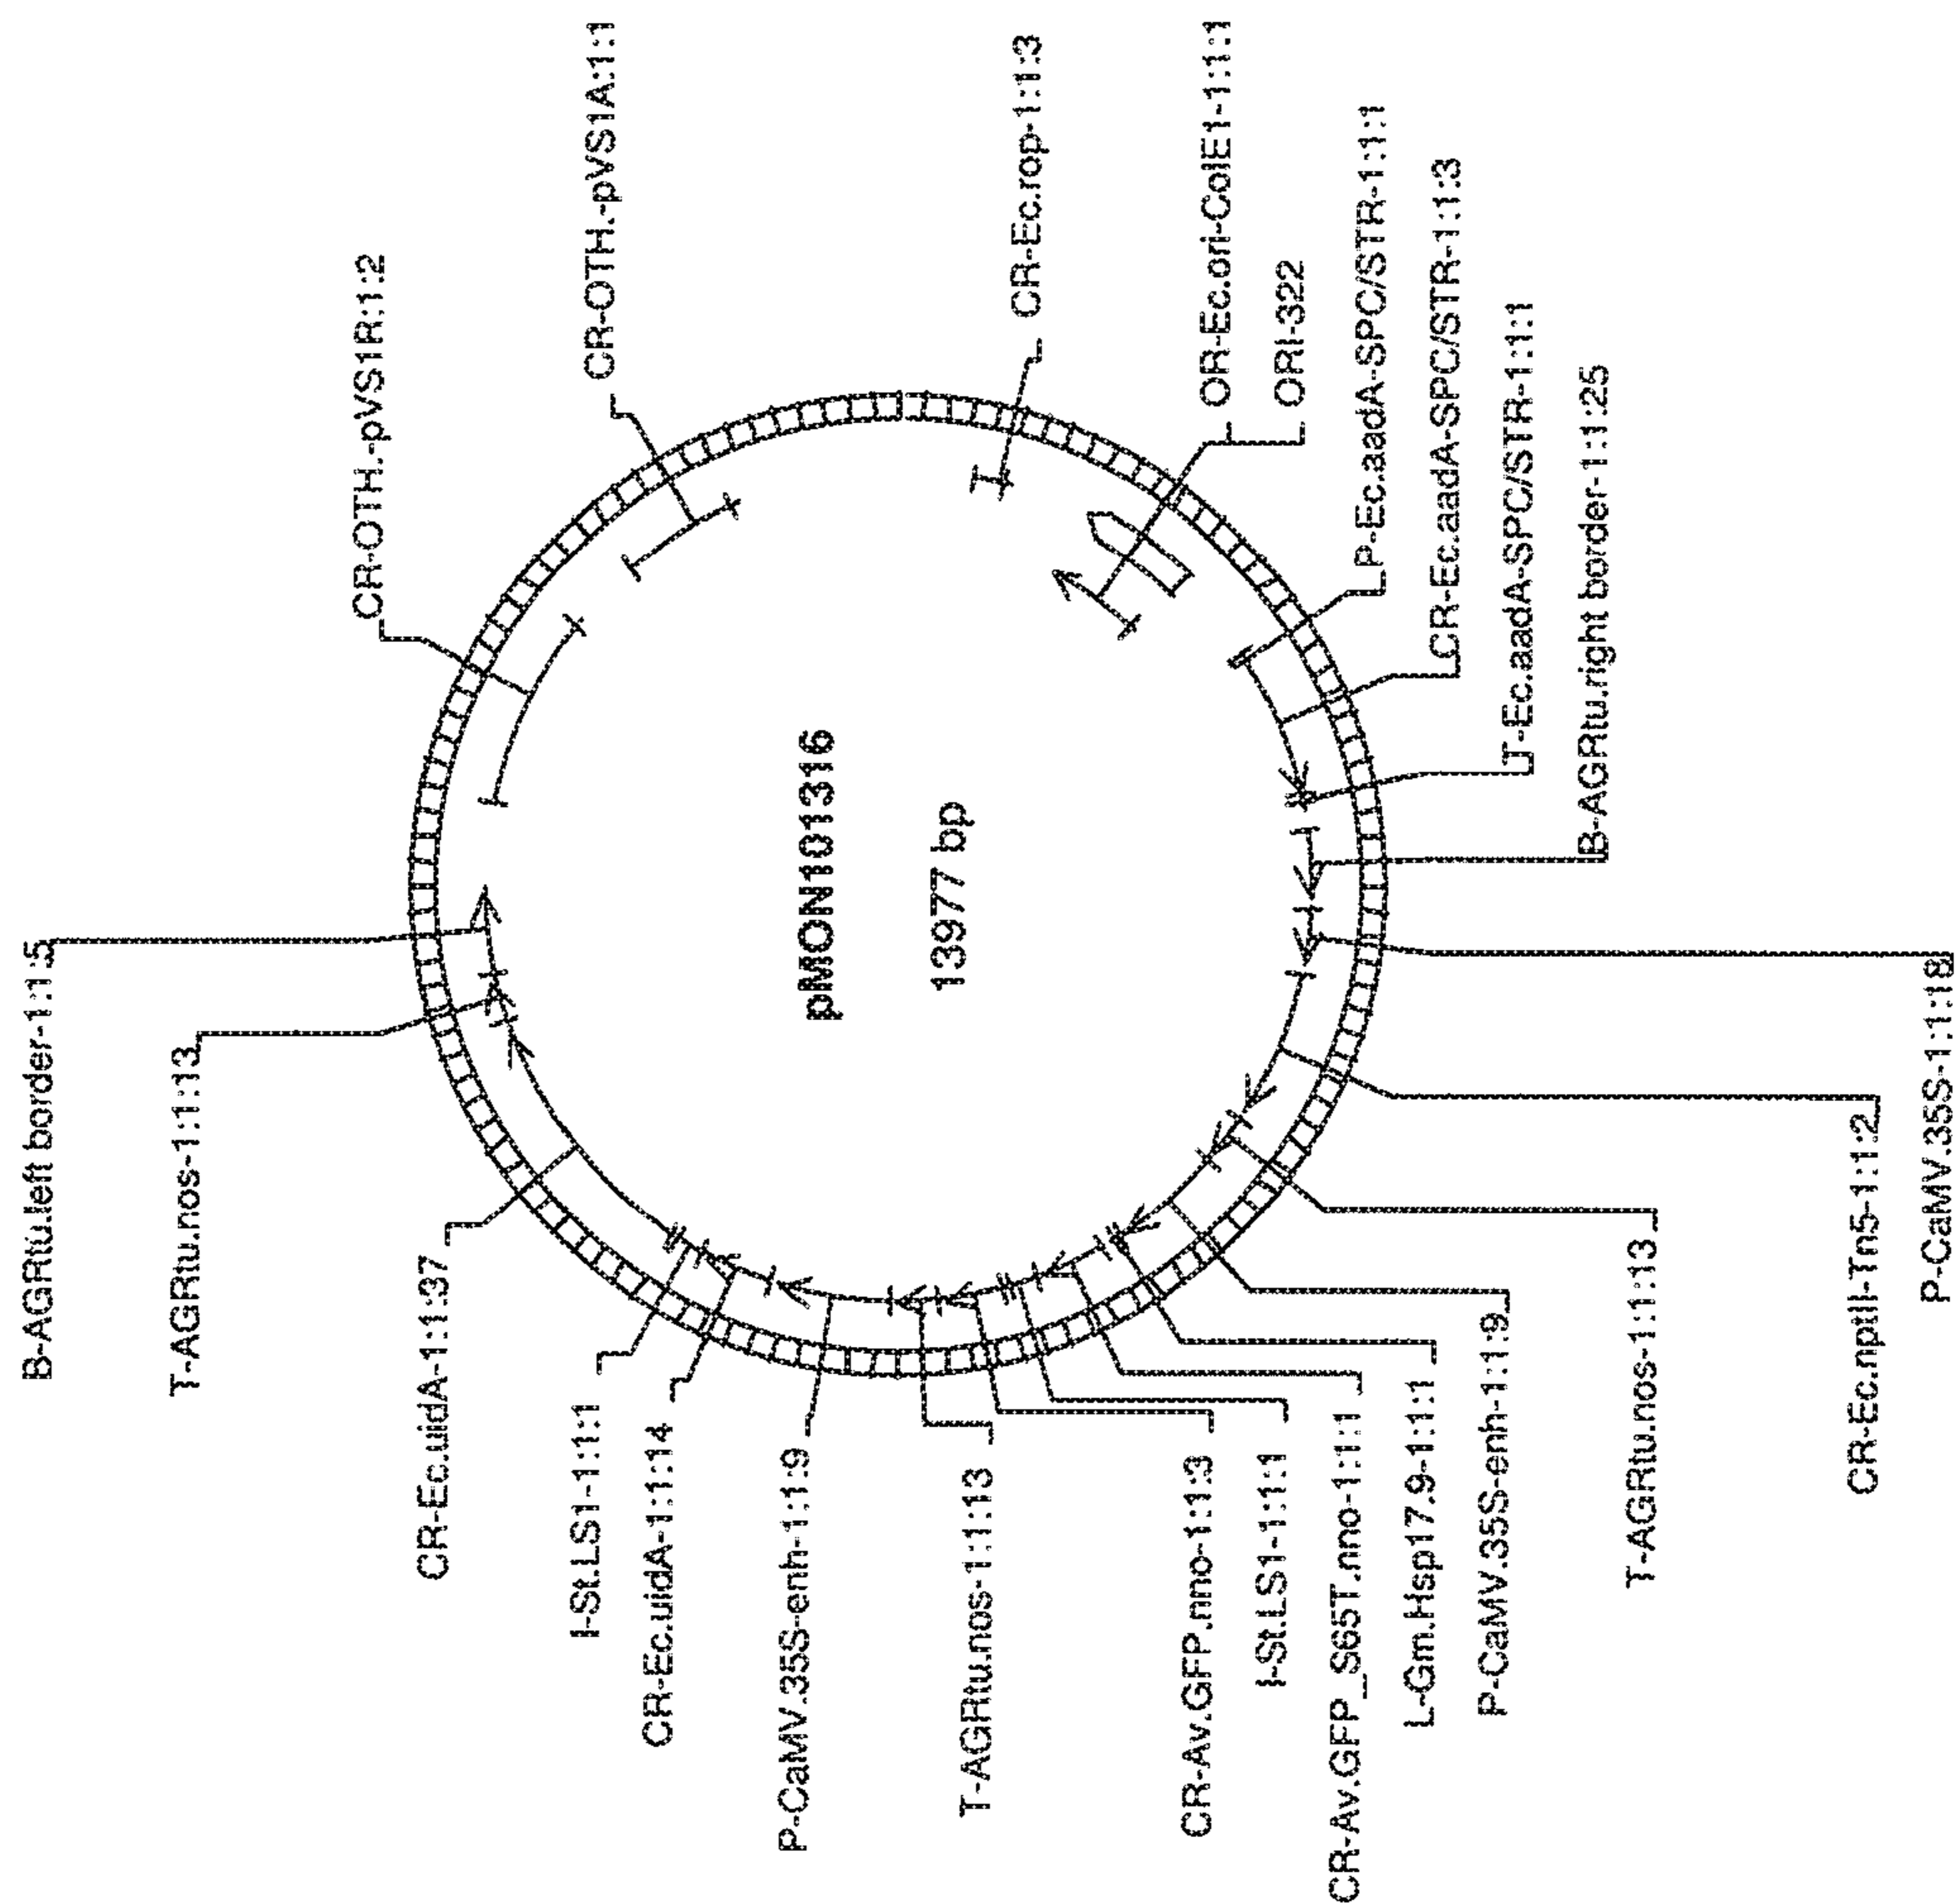 B-AGRtu.left border-1:1:5
T-AGRtu.nos-1:1:13
CR-Ec.uidA-1:1:37
I-St.LS1-1:1:1
CR-Ec.uidA-1:1:14
P-CaMV.35S-enh-1:1:9
T-AGRtu.nos-1:1:13
CR-Av.GFP.nno-1:1:3
I-St.LS1-1:1:1
CR-Av.GFP_S65T.nno-1:1:1
L-Gm.Hsp17.9-1:1:1
P-CaMV.35S-enh-1:1:9
T-AGRtu.nos-1:1:13
CR-Ec.nptII-Tn5-1:1:2
P-CaMV.35S-1:1:18
pMON101316
13977 bp
CR-OTH.-pVS1R:1:2
CR-OTH.-pVS1A:1:1
CR-Ec.rop-1:1:3
OR-Ec.ori-ColE1-1:1:1
ORI-322
P-Ec.aadA-SPC/STR-1:1:1
CR-Ec.aadA-SPC/STR-1:1:3
T-Ec.aadA-SPC/STR-1:1:1
B-AGRtu.right border-1:1:25